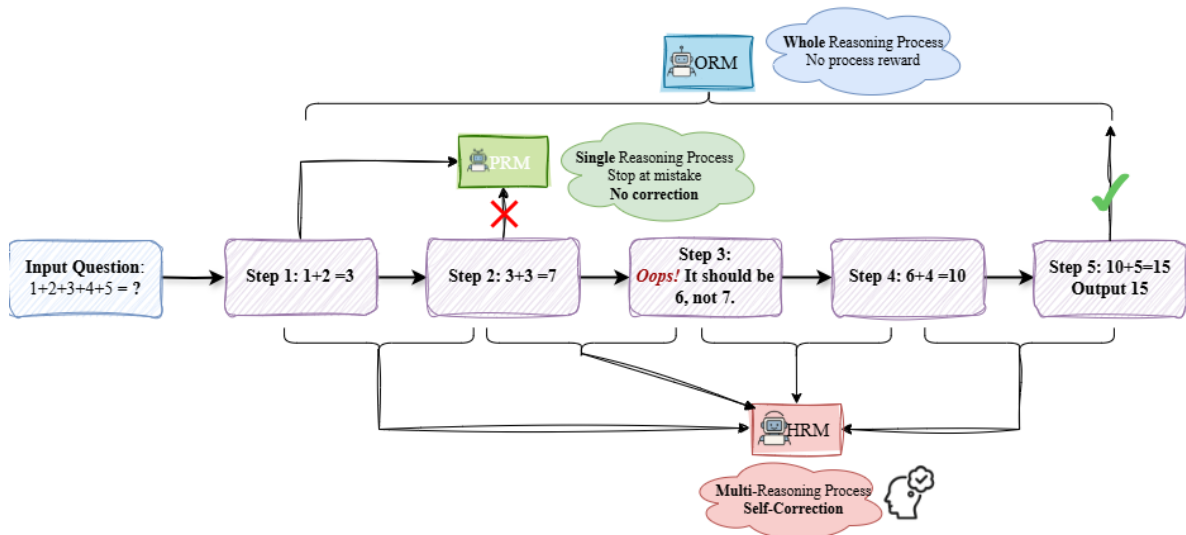 ORM
Whole Reasoning Process
No process reward
PRM
Single Reasoning Process
Stop at mistake
No correction
Input Question:
1+2+3+4+5 = ?
Step 1: 1+2 =3
Step 2: 3+3 =7
Step 3:
Oops! It should be
6, not 7.
Step 4: 6+4 =10
Step 5: 10+5=15
Output 15
HRM
Multi-Reasoning Process
Self-Correction